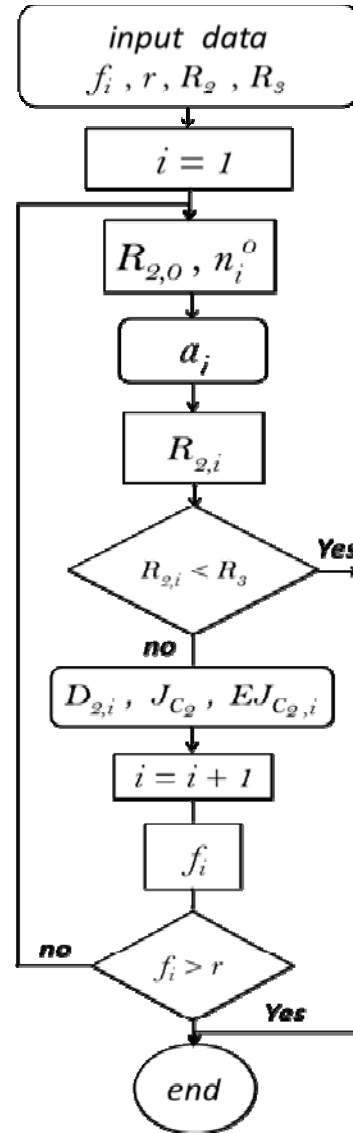 input data
f_i , r , R_2 , R_3
i = 1
R_{2,0} , n_i^o
a_i
R_{2,i}
R_{2,i} < R_3
Yes
no
D_{2,i} , J_{C_2} , EJ_{C_2,i}
i = i + 1
f_i
f_i > r
no
Yes
end